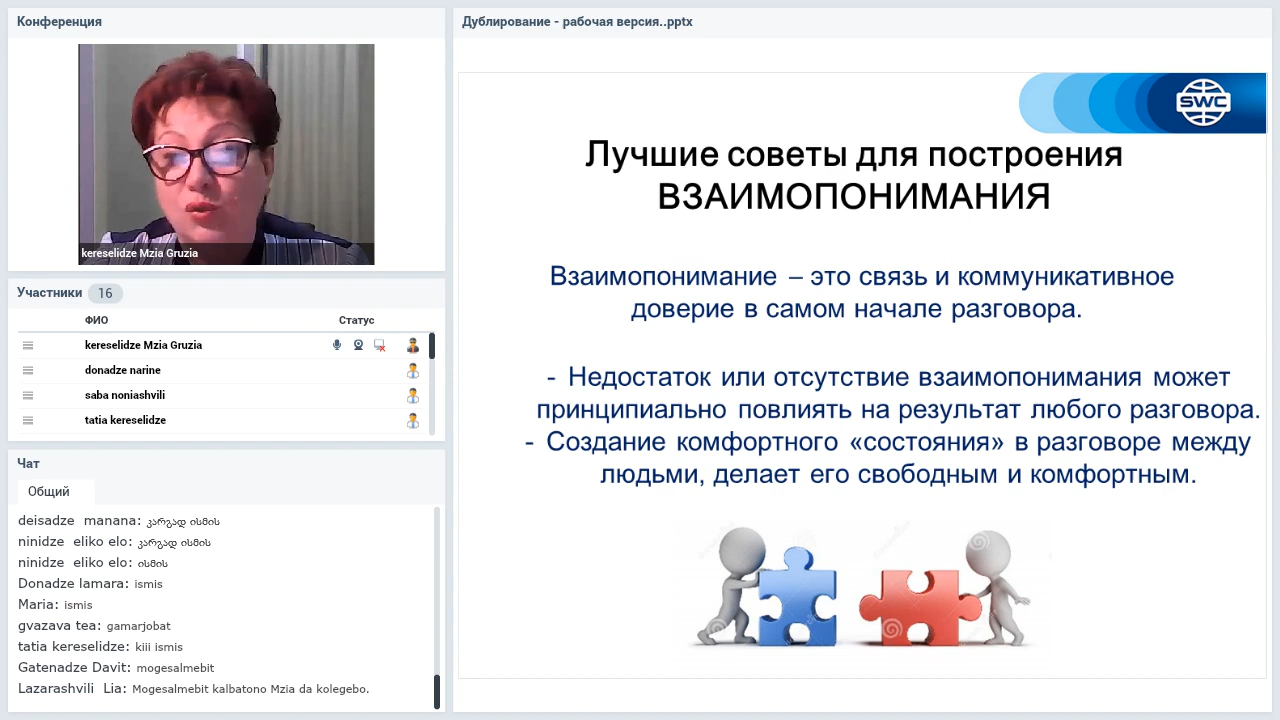 Конференция
kereselidze Mzia Gruzia
Участники 16
ФИО Статус
kereselidze Mzia Gruzia
donadze narine
saba noniashvili
tatia kereselidze
Чат
Общий
deisadze manana: კარგად ისმის
ninidze eliko elo: კარგად ისმის
ninidze eliko elo: ისმის
Donadze lamara: ismis
Maria: ismis
gvazava tea: gamarjobat
tatia kereselidze: kiii ismis
Gatenadze Davit: mogesalmebit
Lazarashvili Lia: Mogesalmebit kalbatono Mzia da kolegebo.
Дублирование - рабочая версия..pptx
SWC
Лучшие советы для построения
ВЗАИМОПОНИМАНИЯ
Взаимопонимание – это связь и коммуникативное
доверие в самом начале разговора.
- Недостаток или отсутствие взаимопонимания может
принципиально повлиять на результат любого разговора.
- Создание комфортного «состояния» в разговоре между
людьми, делает его свободным и комфортным.